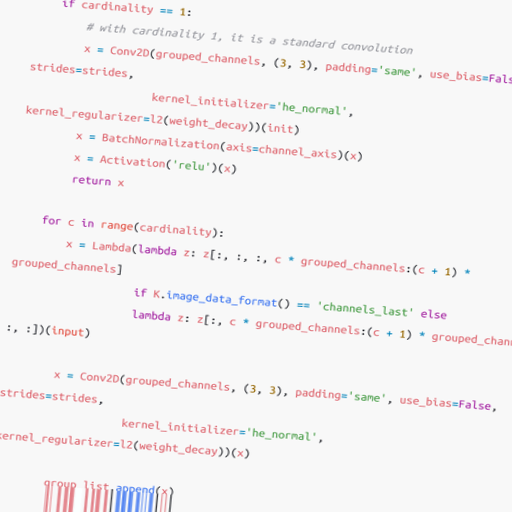 if cardinality == 1:
# with cardinality 1, it is a standard convolution
x = Conv2D(grouped_channels, (3, 3), padding='same', use_bias=False,
strides=strides,
kernel_initializer='he_normal',
kernel_regularizer=l2(weight_decay))(init)
x = BatchNormalization(axis=channel_axis)(x)
x = Activation('relu')(x)
return x
for c in range(cardinality):
x = Lambda(lambda z: z[:, :, :, c * grouped_channels:(c + 1) *
grouped_channels]
if K.image_data_format() == 'channels_last' else
lambda z: z[:, c * grouped_channels:(c + 1) * grouped_chann
:, :])(input)
x = Conv2D(grouped_channels, (3, 3), padding='same', use_bias=False,
strides=strides,
kernel_initializer='he_normal',
kernel_regularizer=l2(weight_decay))(x)
group_list.append(x)